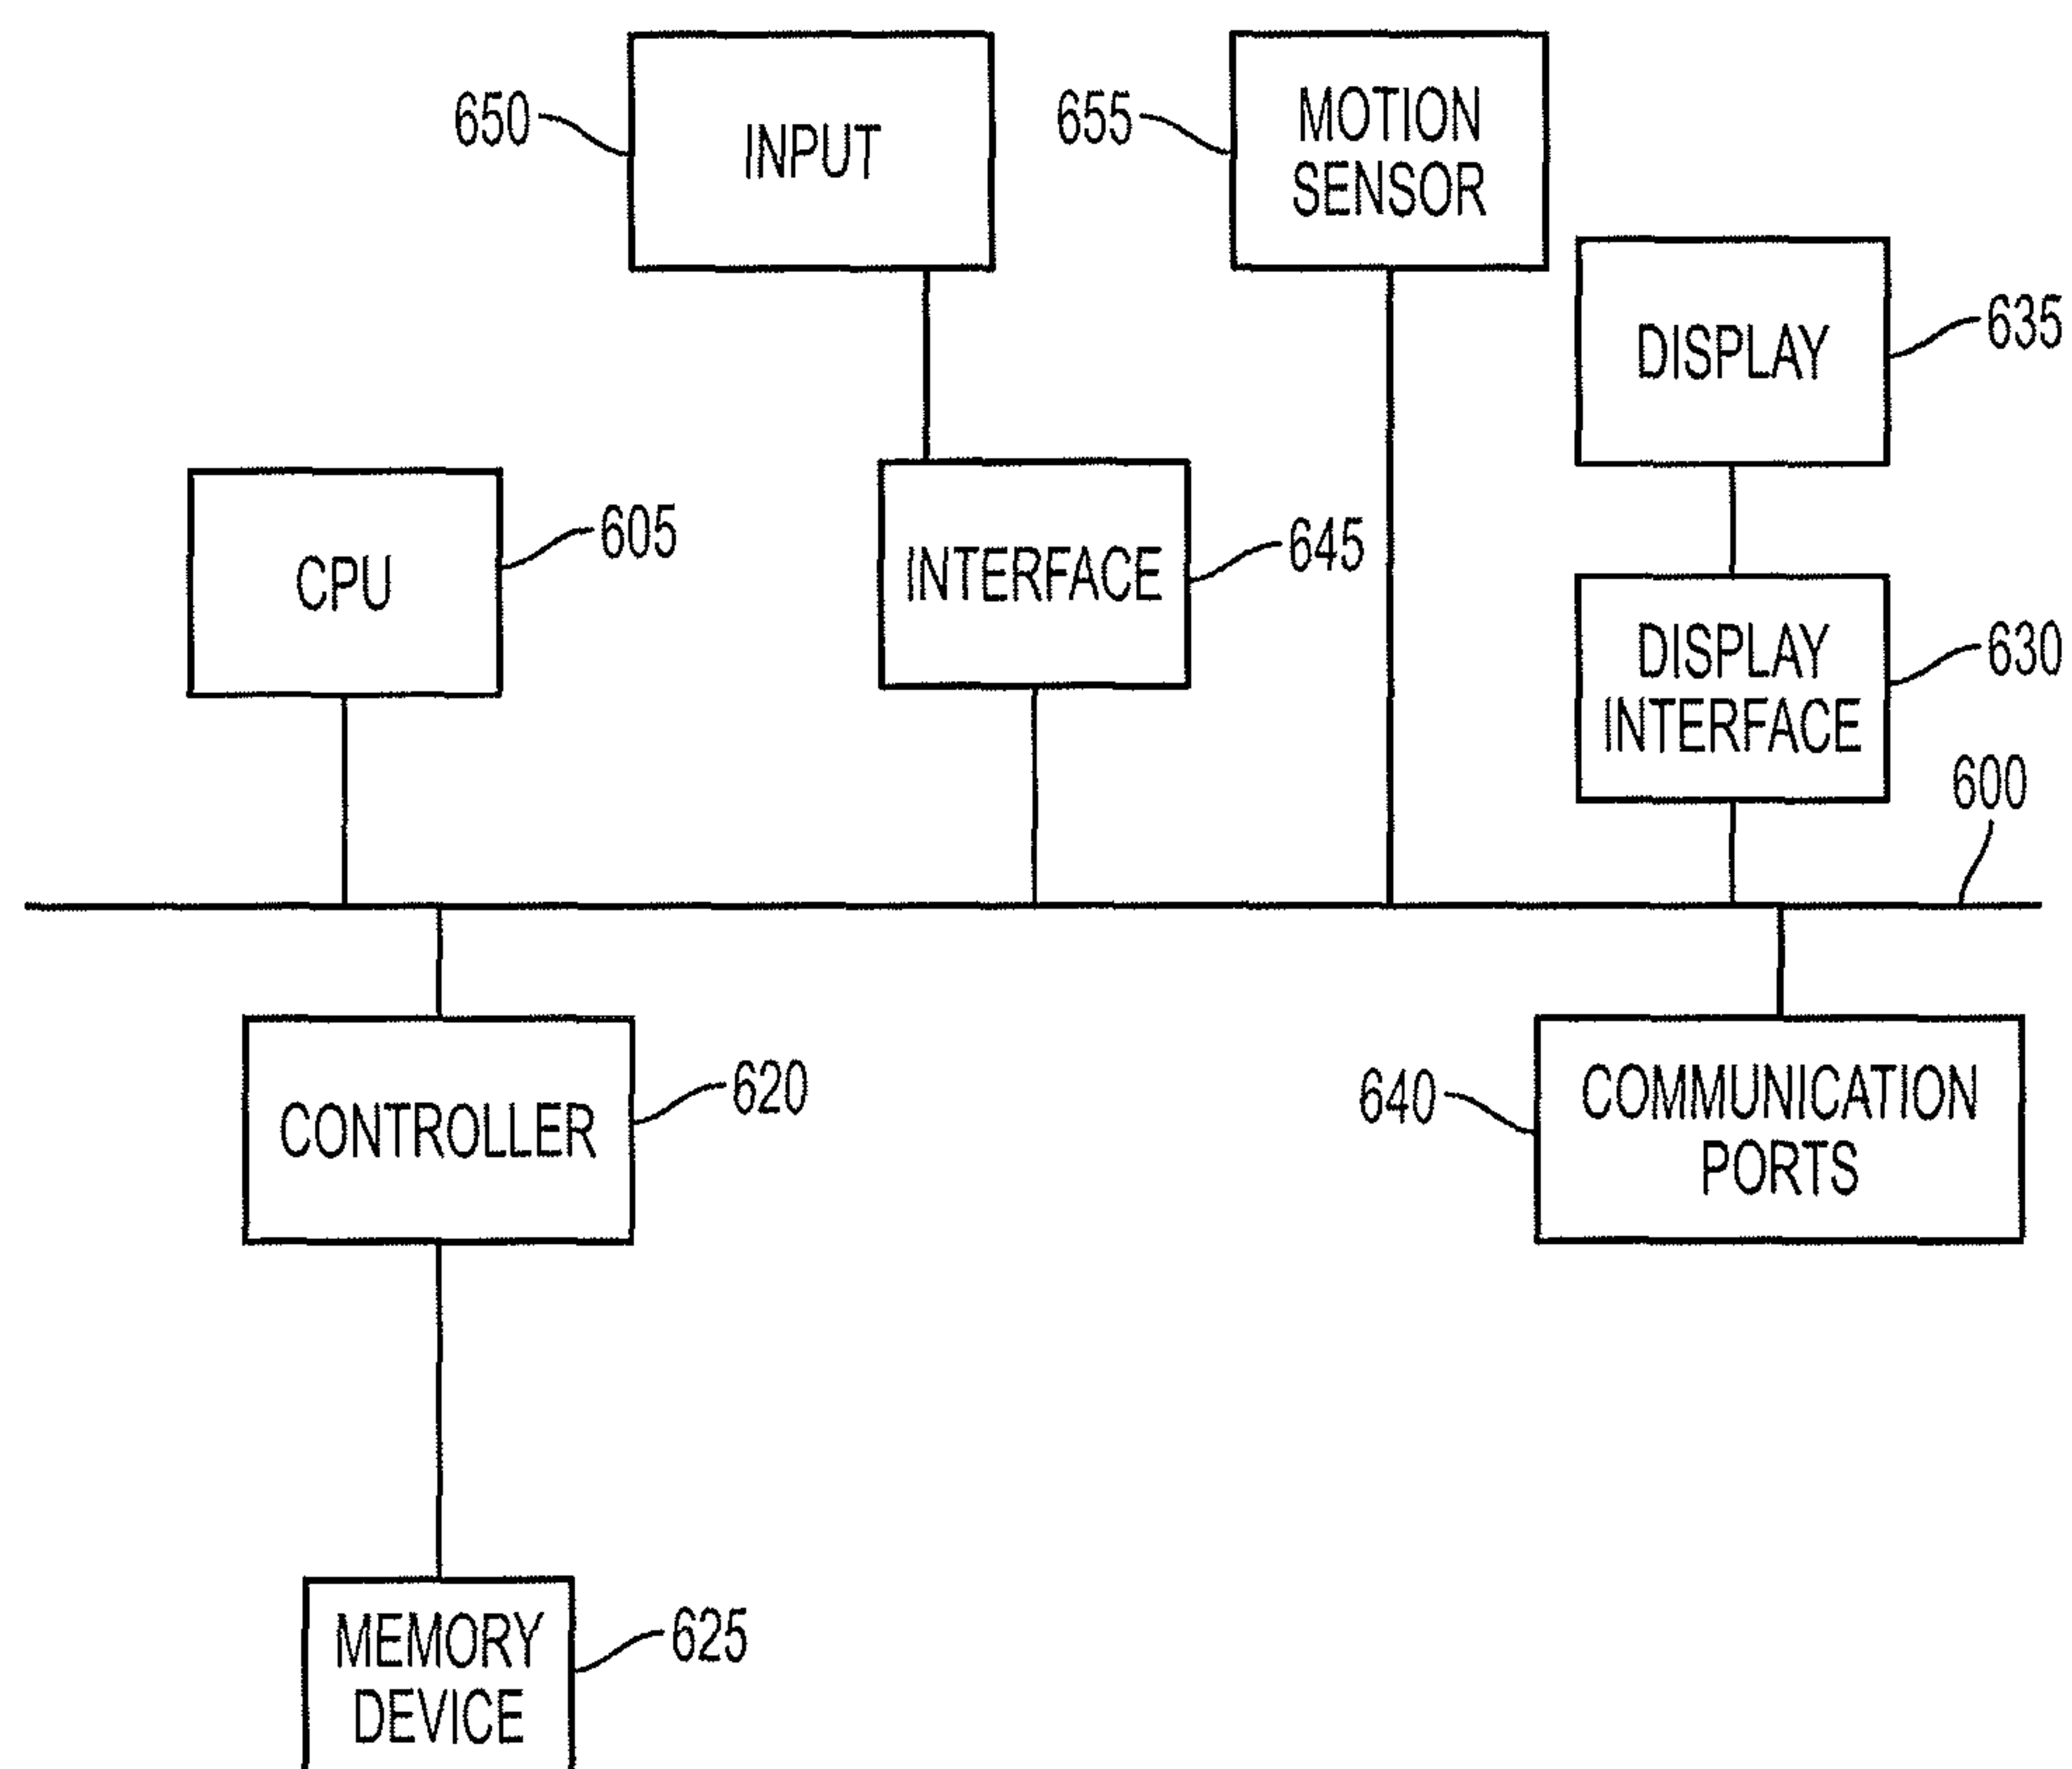 650
INPUT
655
MOTION
SENSOR
DISPLAY
635
CPU
605
INTERFACE
645
DISPLAY
INTERFACE
630
600
CONTROLLER
620
640
COMMUNICATION
PORTS
MEMORY
DEVICE
625